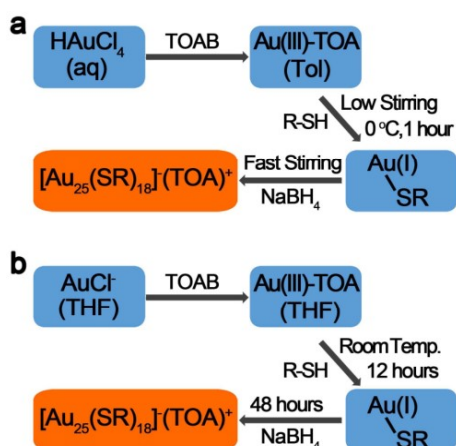 a
HAuCl₄
(aq)
TOAB
Au(III)-TOA
(Tol)
R-SH
Low Stirring
0 °C,1 hour
Au(I)
SR
Fast Stirring
NaBH₄
[Au₂₅(SR)₁₈]⁻(TOA)⁺
b
AuCl⁻
(THF)
TOAB
Au(III)-TOA
(THF)
R-SH
Room Temp.
12 hours
Au(I)
SR
48 hours
NaBH₄
[Au₂₅(SR)₁₈]⁻(TOA)⁺